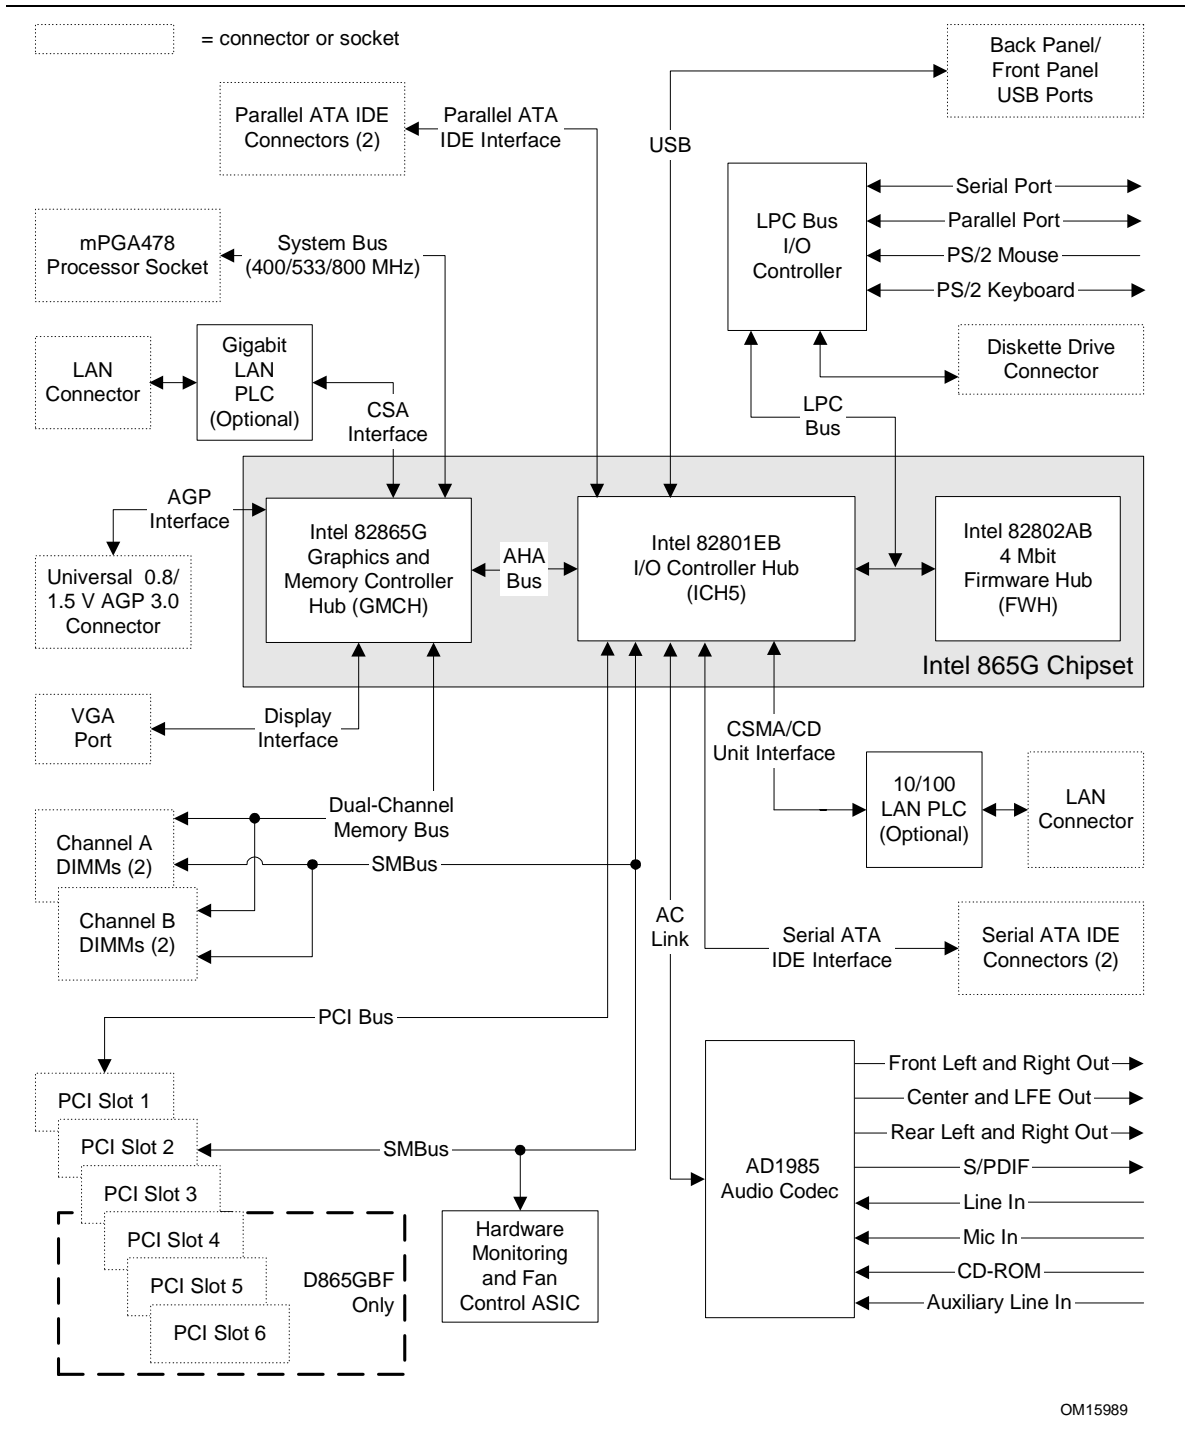 = connector or socket
Back Panel/
Front Panel
USB Ports
Parallel ATA IDE
Connectors (2)
Parallel ATA
IDE Interface
USB
LPC Bus
I/O
Controller
Serial Port
Parallel Port
PS/2 Mouse
PS/2 Keyboard
mPGA478
Processor Socket
System Bus
(400/533/800 MHz)
LAN
Connector
Gigabit
LAN
PLC
(Optional)
CSA
Interface
Diskette Drive
Connector
LPC
Bus
AGP
Interface
Universal 0.8/
1.5 V AGP 3.0
Connector
Intel 82865G
Graphics and
Memory Controller
Hub (GMCH)
AHA
Bus
Intel 82801EB
I/O Controller Hub
(ICH5)
Intel 82802AB
4 Mbit
Firmware Hub
(FWH)
Intel 865G Chipset
VGA
Port
Display
Interface
CSMA/CD
Unit Interface
10/100
LAN PLC
(Optional)
LAN
Connector
Dual-Channel
Memory Bus
Channel A
DIMMs (2)
SMBus
Channel B
DIMMs (2)
AC
Link
Serial ATA
IDE Interface
Serial ATA IDE
Connectors (2)
PCI Bus
PCI Slot 1
PCI Slot 2
PCI Slot 3
PCI Slot 4
PCI Slot 5
PCI Slot 6
D865GBF
Only
SMBus
Hardware
Monitoring
and Fan
Control ASIC
AD1985
Audio Codec
Front Left and Right Out
Center and LFE Out
Rear Left and Right Out
S/PDIF
Line In
Mic In
CD-ROM
Auxiliary Line In
OM15989